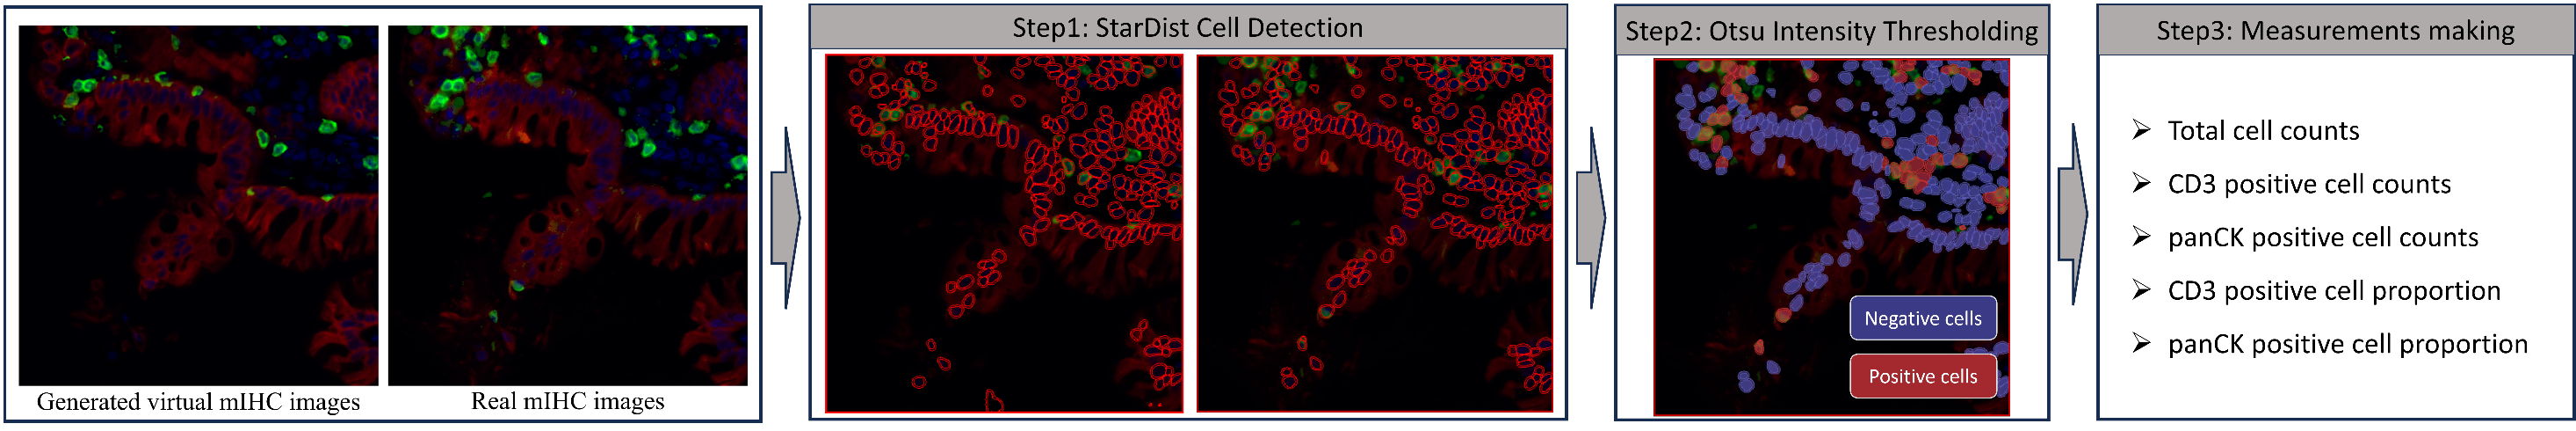 Generated virtual mIHC images
Real mIHC images
Step1: StarDist Cell Detection
Step2: Otsu Intensity Thresholding
Negative cells
Positive cells
Step3: Measurements making
➢ Total cell counts
➢ CD3 positive cell counts
➢ panCK positive cell counts
➢ CD3 positive cell proportion
➢ panCK positive cell proportion